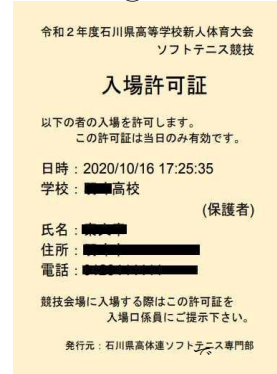 令和２年度石川県高等学校新人体育大会
ソフトテニス競技
入場許可証
以下の者の入場を許可します。
この許可証は当日のみ有効です。
日時：2020/10/16 17:25:35
学校：高校
(保護者)
氏名：
住所：
電話：
競技会場に入場する際はこの許可証を
入場口係員にご提示下さい。
発行元：石川県高体連ソフトテニス専門部